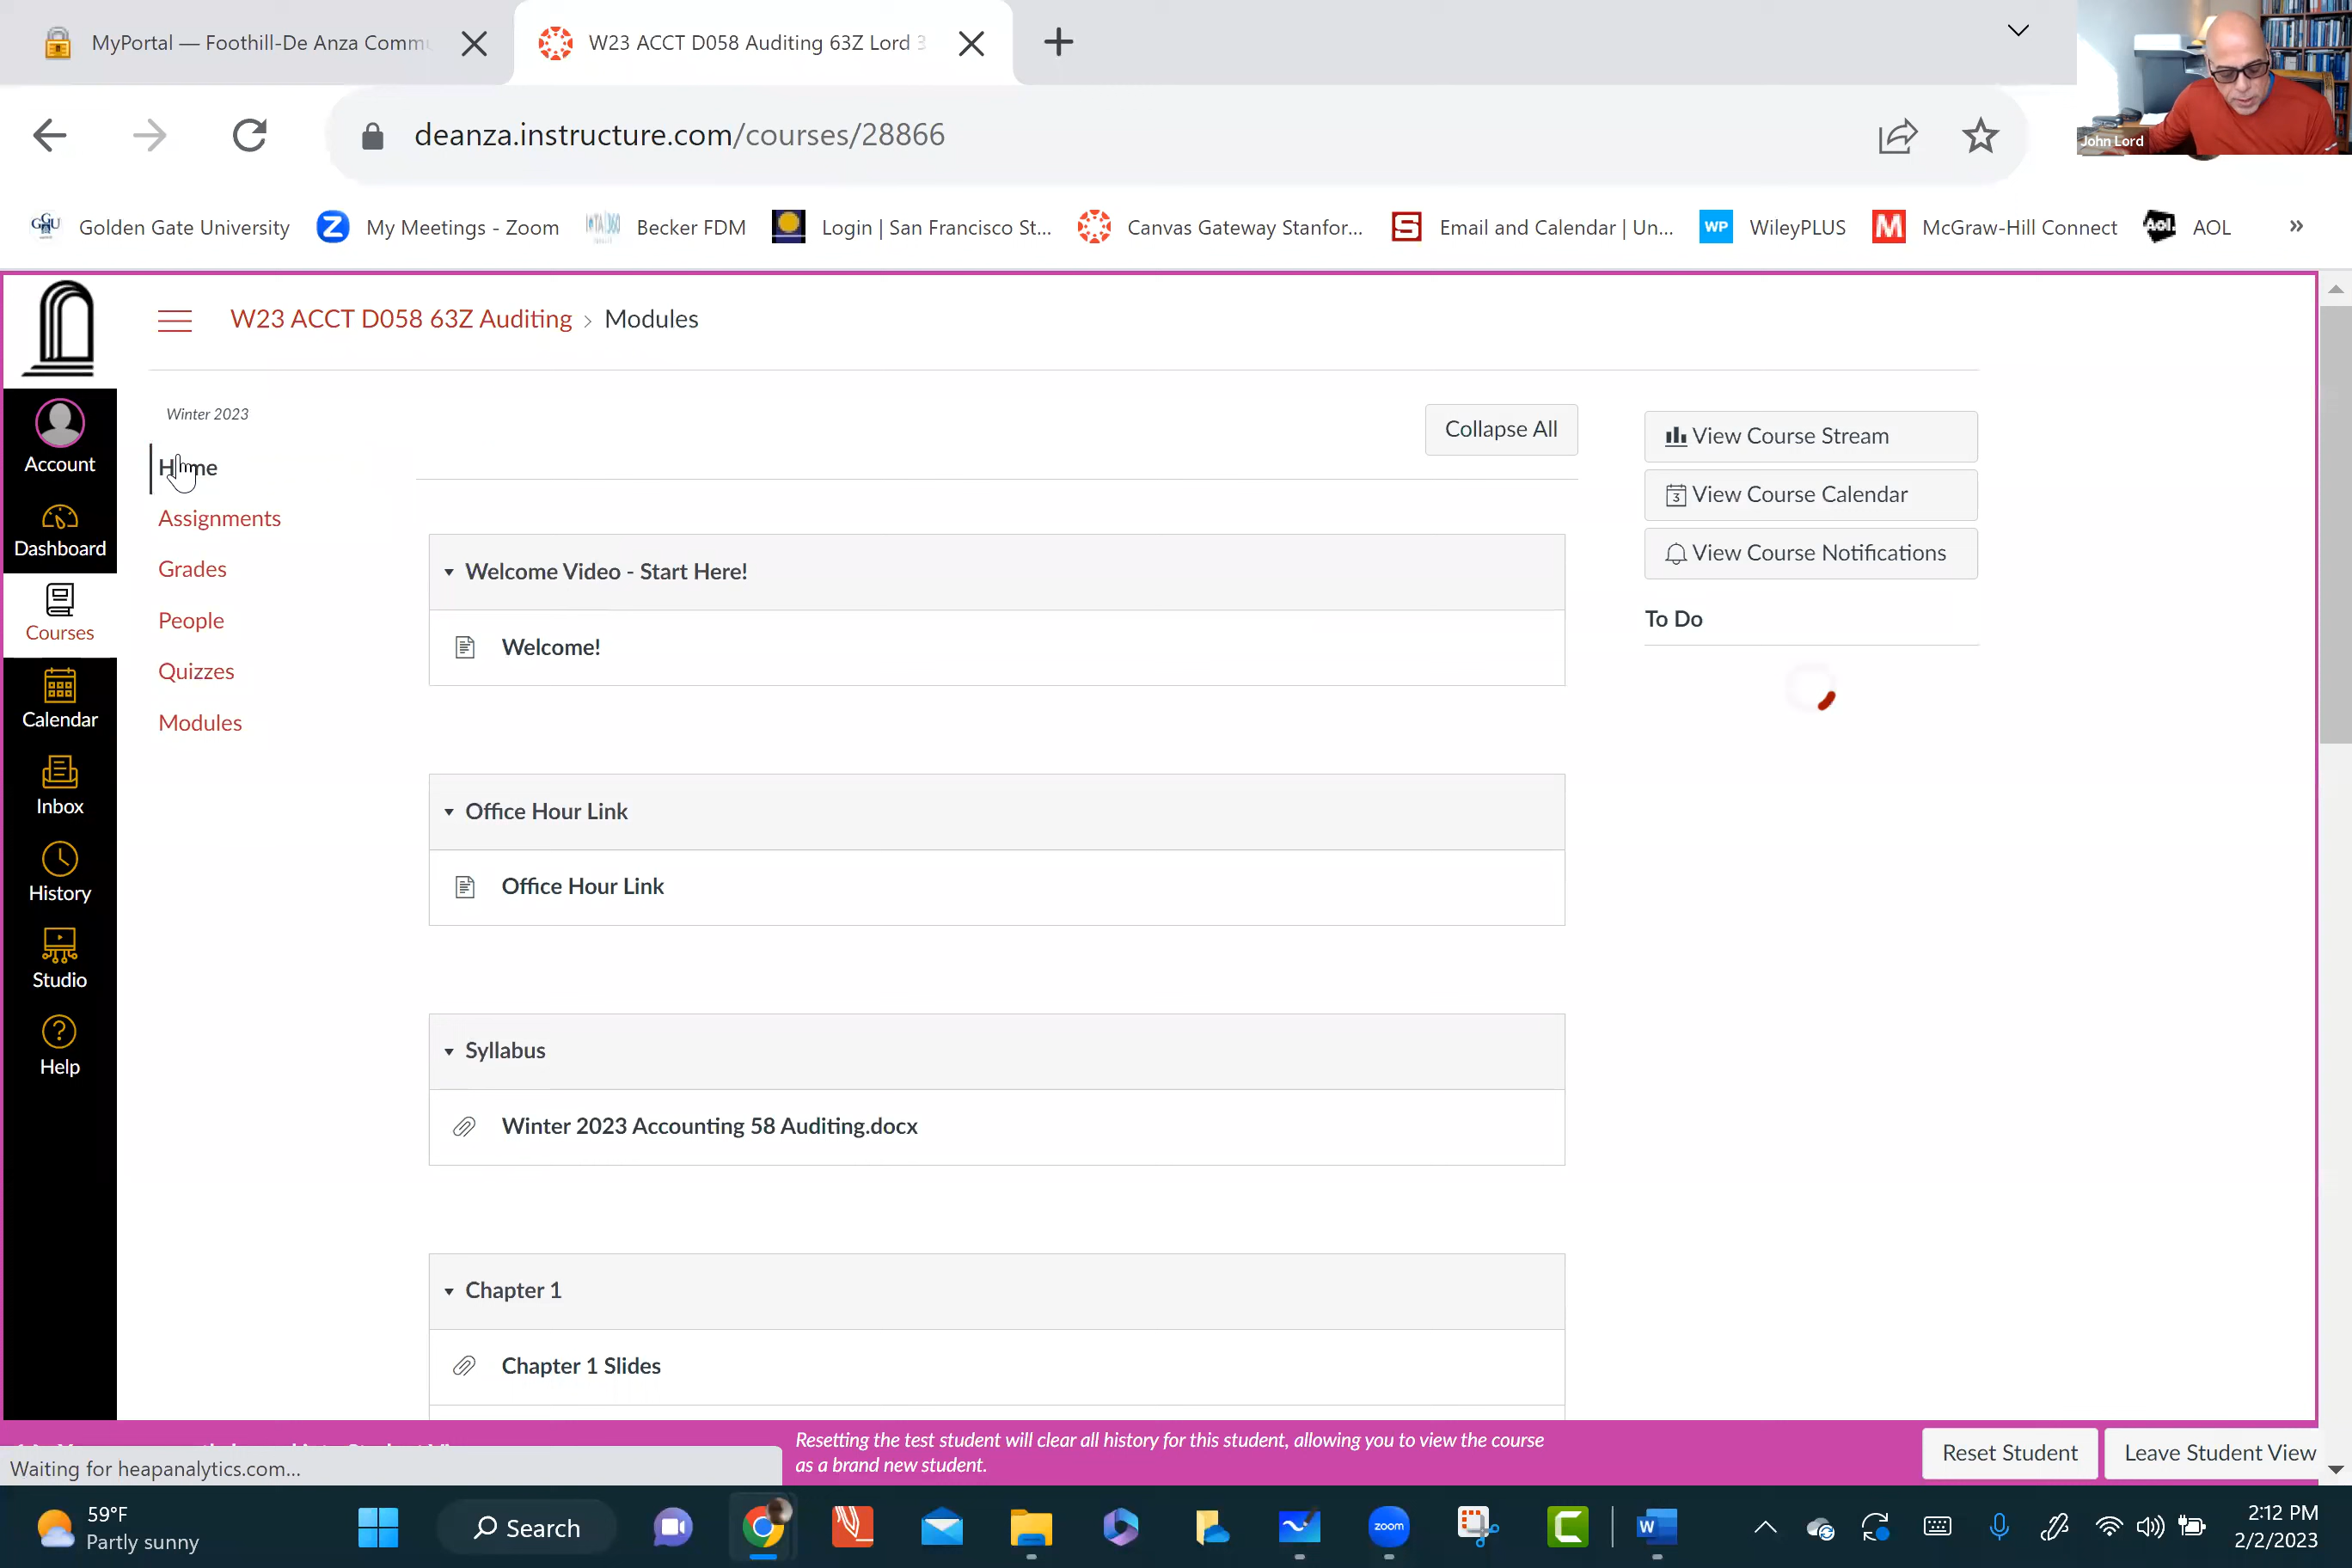 MyPortal — Foothill-De Anza Comm
W23 ACCT D058 Auditing 63Z Lord 3
John Lord
deanza.instructure.com/courses/28866
Golden Gate University
My Meetings - Zoom
Becker FDM
Login | San Francisco St...
Canvas Gateway Stanfor...
Email and Calendar | Un...
WP WileyPLUS
M McGraw-Hill Connect
Aol. AOL
»
W23 ACCT D058 63Z Auditing › Modules
Account
Dashboard
Courses
Calendar
Inbox
History
Studio
Help
Winter 2023
Home
Assignments
Grades
People
Quizzes
Modules
Collapse All
Welcome Video - Start Here!
Welcome!
Office Hour Link
Office Hour Link
Syllabus
Winter 2023 Accounting 58 Auditing.docx
Chapter 1
Chapter 1 Slides
View Course Stream
View Course Calendar
View Course Notifications
To Do
Waiting for heapanalytics.com...
Resetting the test student will clear all history for this student, allowing you to view the course
as a brand new student.
Reset Student
Leave Student View
59°F
Partly sunny
Search
zoom
2:12 PM
2/2/2023